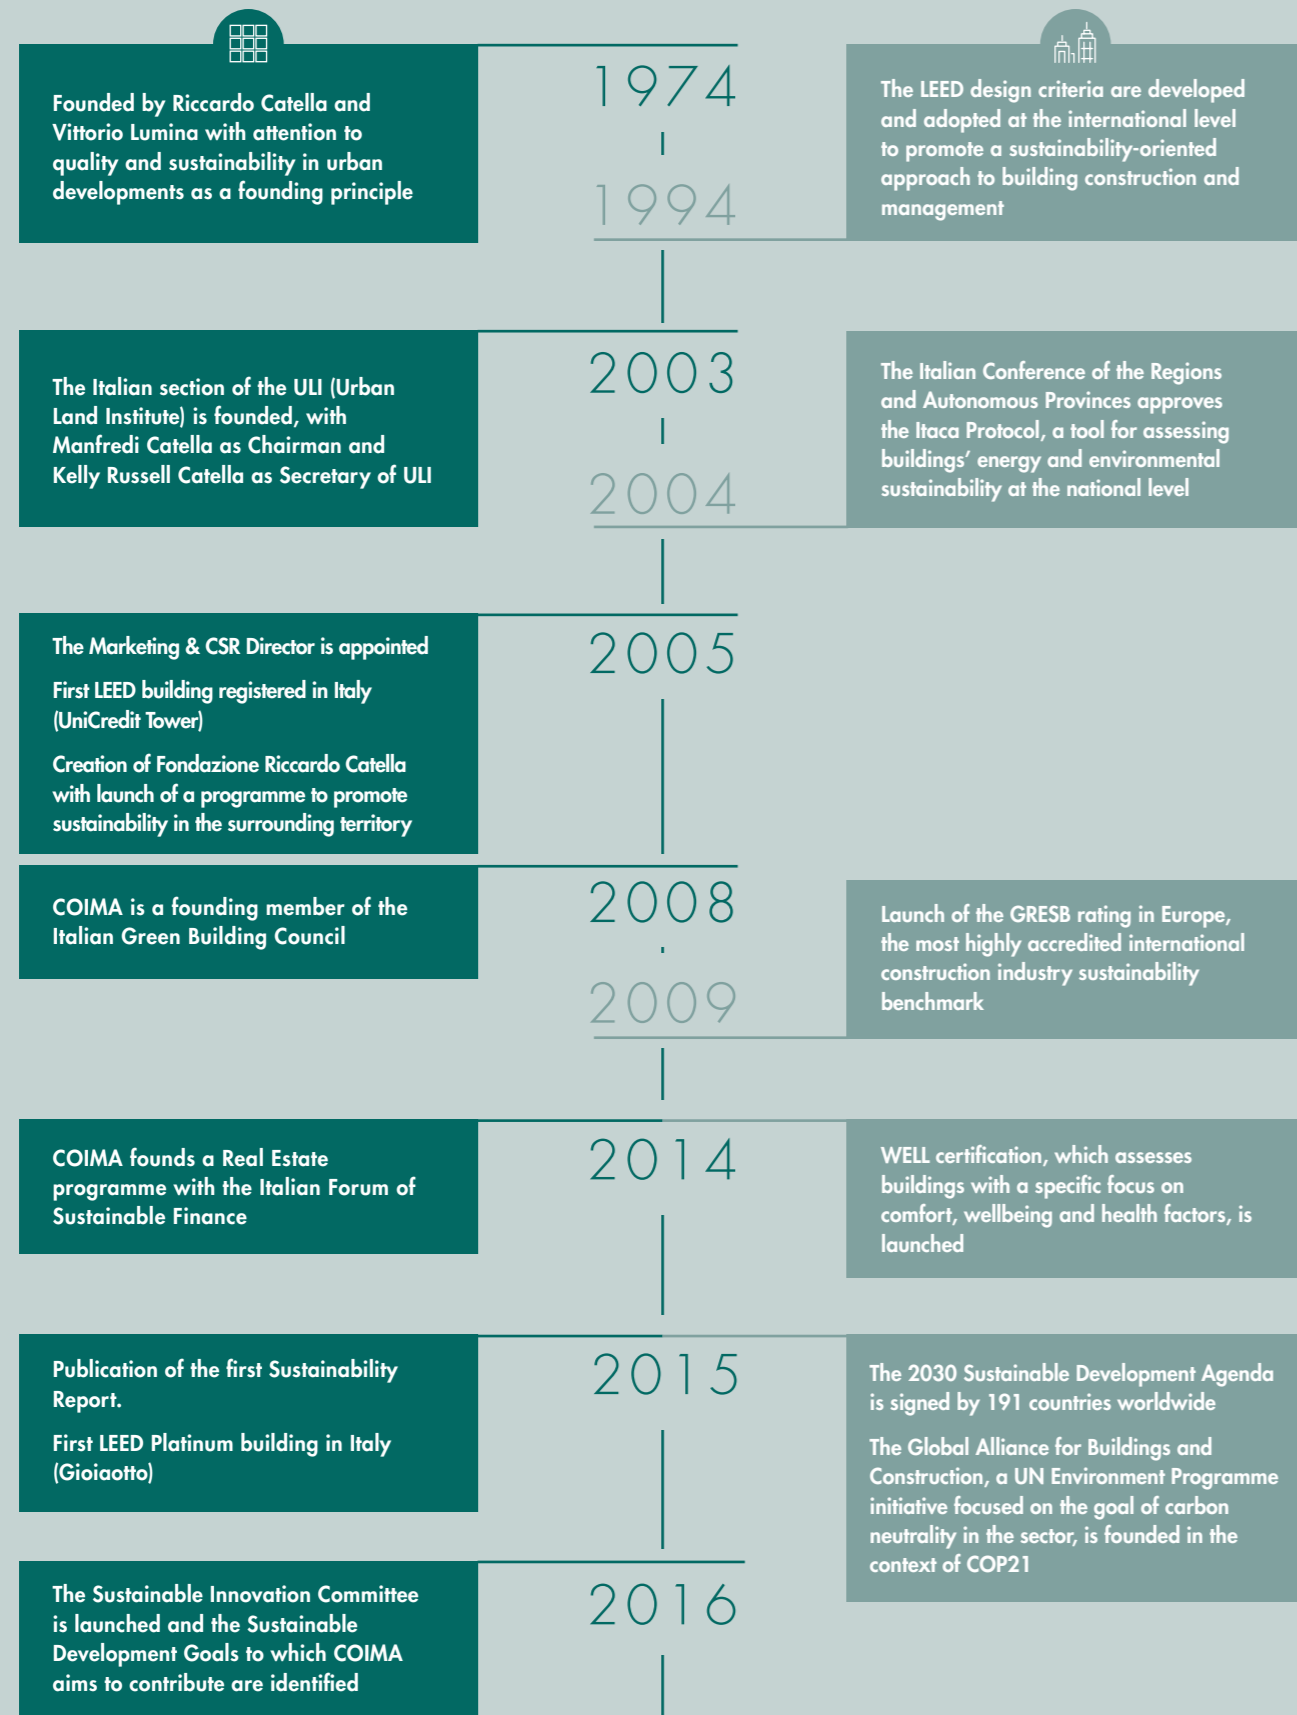 1974
Founded by Riccardo Catella and
Vittorio Lumina with attention to
quality and sustainability in urban
developments as a founding principle
1994
The LEED design criteria are developed
and adopted at the international level
to promote a sustainability-oriented
approach to building construction and
management
2003
The Italian section of the ULI (Urban
Land Institute) is founded, with
Manfredi Catella as Chairman and
Kelly Russell Catella as Secretary of ULI
2004
The Italian Conference of the Regions
and Autonomous Provinces approves
the Itaca Protocol, a tool for assessing
buildings’ energy and environmental
sustainability at the national level
2005
The Marketing & CSR Director is appointed
First LEED building registered in Italy
(UniCredit Tower)
Creation of Fondazione Riccardo Catella
with launch of a programme to promote
sustainability in the surrounding territory
2008
COIMA is a founding member of the
Italian Green Building Council
2009
Launch of the GRESB rating in Europe,
the most highly accredited international
construction industry sustainability
benchmark
2014
COIMA founds a Real Estate
programme with the Italian Forum of
Sustainable Finance
WELL certification, which assesses
buildings with a specific focus on
comfort, wellbeing and health factors, is
launched
2015
Publication of the first Sustainability
Report.
First LEED Platinum building in Italy
(Gioiaotto)
The 2030 Sustainable Development Agenda
is signed by 191 countries worldwide
The Global Alliance for Buildings and
Construction, a UN Environment Programme
initiative focused on the goal of carbon
neutrality in the sector, is founded in the
context of COP21
2016
The Sustainable Innovation Committee
is launched and the Sustainable
Development Goals to which COIMA
aims to contribute are identified